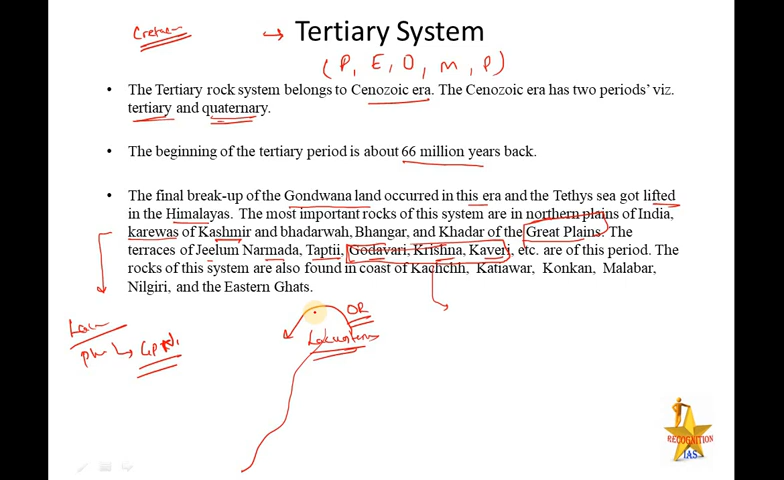 Tertiary System
(P, E, O, M, P)
• The Tertiary rock system belongs to Cenozoic era. The Cenozoic era has two periods' viz.
tertiary and quaternary.
• The beginning of the tertiary period is about 66 million years back.
• The final break-up of the Gondwana land occurred in this era and the Tethys sea got lifted
in the Himalayas. The most important rocks of this system are in northern plains of India,
karewas of Kashmir and bhadarwah, Bhangar, and Khadar of the Great Plains. The
terraces of Jeelum Narmada, Taptii, Godavari, Krishna, Kaveri, etc. are of this period. The
rocks of this system are also found in coast of Kachchh, Katiawar, Konkan, Malabar,
Nilgiri, and the Eastern Ghats.
OR
RECOGNITION
IAS